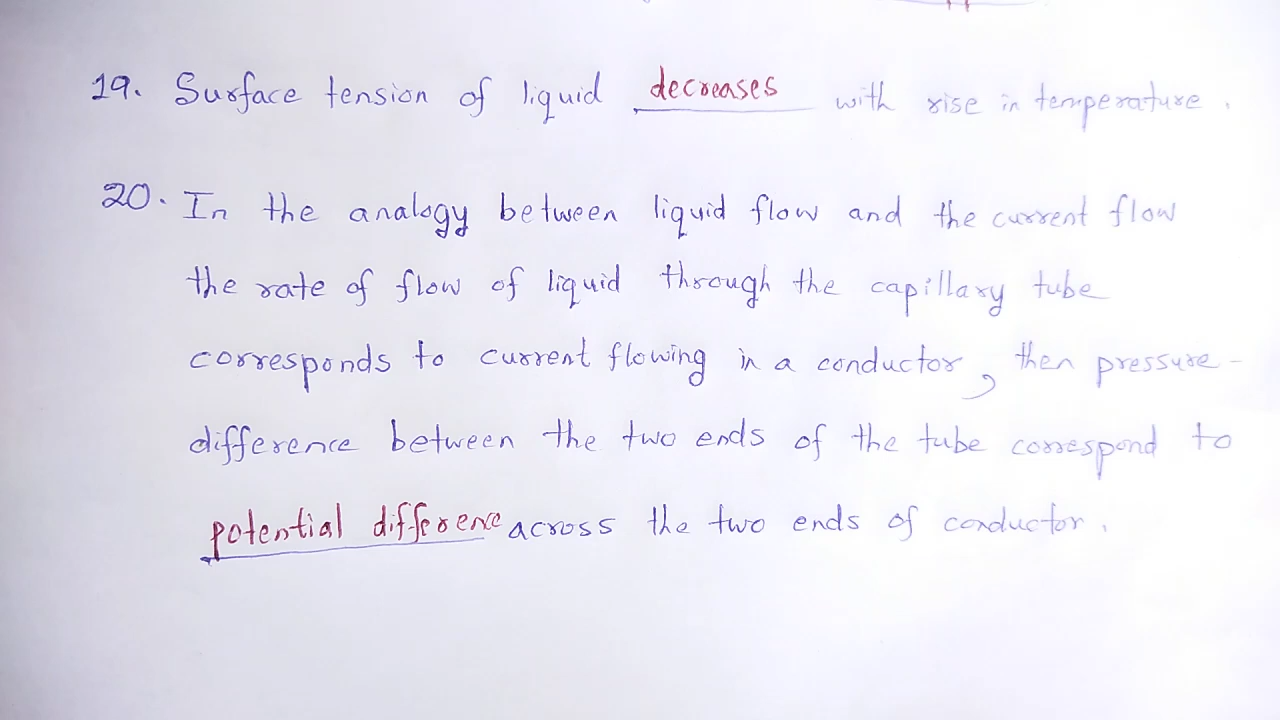 19. Surface tension of liquid decreases with rise in temperature.
20. In the analogy between liquid flow and the current flow
the rate of flow of liquid through the capillary tube
corresponds to current flowing in a conductor, then pressure-
difference between the two ends of the tube correspond to
potential difference across the two ends of conductor.